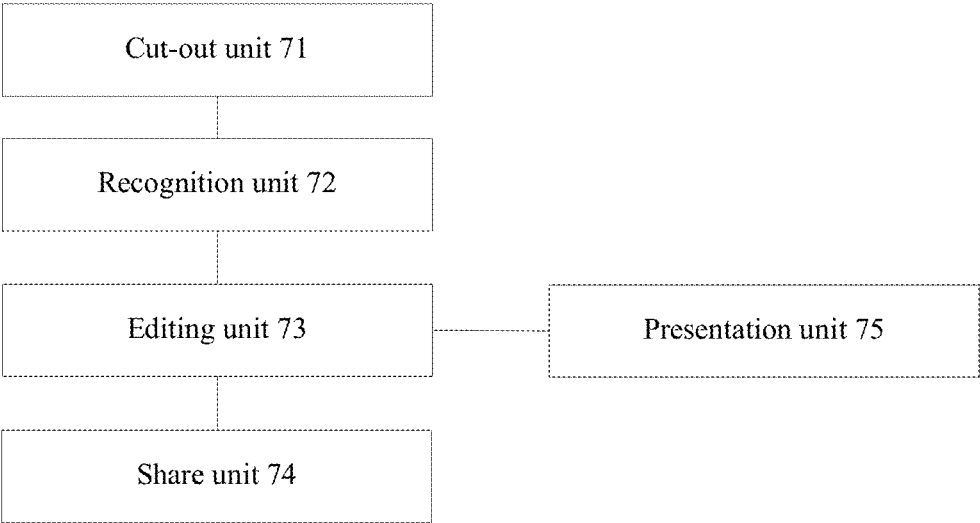 Cut-out unit 71
Recognition unit 72
Editing unit 73
Presentation unit 75
Share unit 74